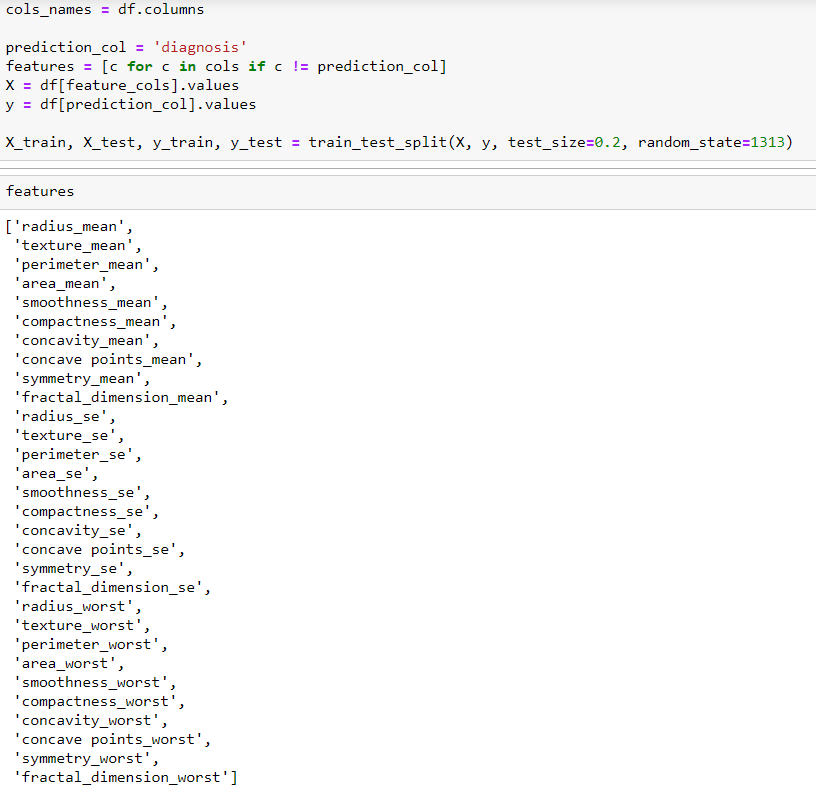 cols_names = df.columns
prediction_col = 'diagnosis'
features = [c for c in cols if c != prediction_col]
X = df[feature_cols].values
y = df[prediction_col].values
X_train, X_test, y_train, y_test = train_test_split(X, y, test_size=0.2, random_state=1313)
features
['radius_mean',
'texture_mean',
'perimeter_mean',
'area_mean',
'smoothness_mean',
'compactness_mean',
'concavity_mean',
'concave points_mean',
'symmetry_mean',
'fractal_dimension_mean',
'radius_se',
'texture_se',
'perimeter_se',
'area_se',
'smoothness_se',
'compactness_se',
'concavity_se',
'concave points_se',
'symmetry_se',
'fractal_dimension_se',
'radius_worst',
'texture_worst',
'perimeter_worst',
'area_worst',
'smoothness_worst',
'compactness_worst',
'concavity_worst',
'concave points_worst',
'symmetry_worst',
'fractal_dimension_worst']